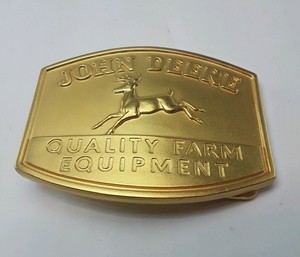 JOHN DEERE
QUALITY FARM
EQUIPMENT